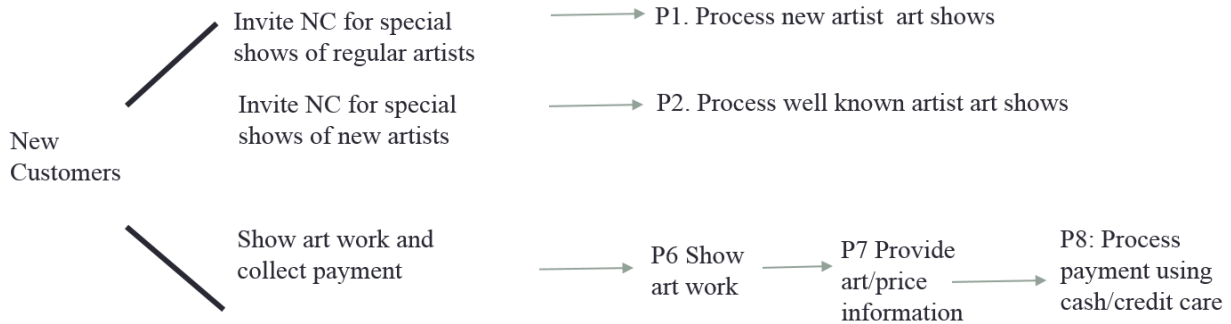 Invite NC for special
shows of regular artists
P1. Process new artist art shows
Invite NC for special
shows of new artists
P2. Process well known artist art shows
New
Customers
Show art work and
collect payment
P6 Show
art work
P7 Provide
art/price
information
P8: Process
payment using
cash/credit care